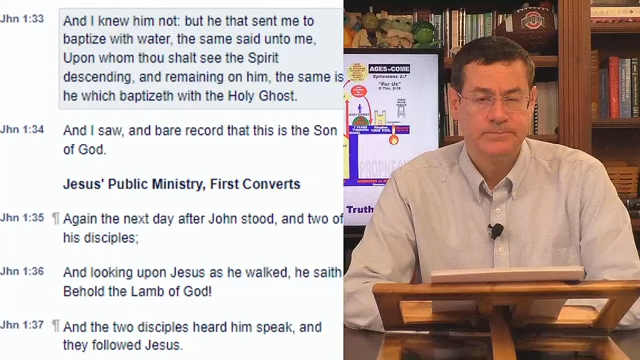 Jhn 1:33 And I knew him not: but he that sent me to
baptize with water, the same said unto me,
Upon whom thou shalt see the Spirit
descending, and remaining on him, the same is
he which baptizeth with the Holy Ghost.
Jhn 1:34 And I saw, and bare record that this is the Son
of God.
Jesus' Public Ministry, First Converts
Jhn 1:35 ¶ Again the next day after John stood, and two of
his disciples;
Jhn 1:36 And looking upon Jesus as he walked, he saith
Behold the Lamb of God!
Jhn 1:37 ¶ And the two disciples heard him speak, and
they followed Jesus.
AGES to COME
Ephesians 2:7
"For Us"
Truth